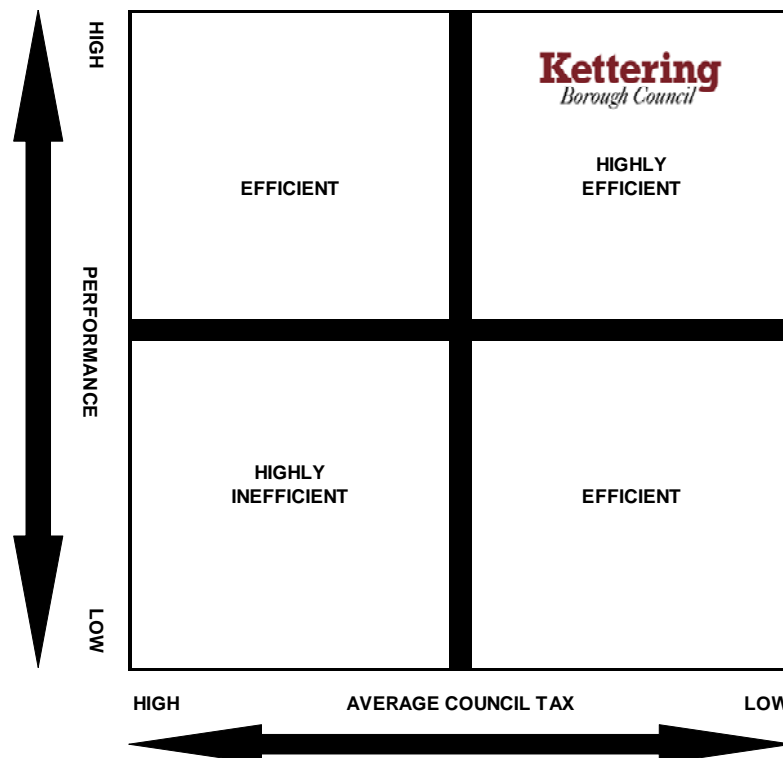 HIGH
Kettering
Borough Council
EFFICIENT
HIGHLY
EFFICIENT
PERFORMANCE
HIGHLY
INEFFICIENT
EFFICIENT
LOW
HIGH
AVERAGE COUNCIL TAX
LOW